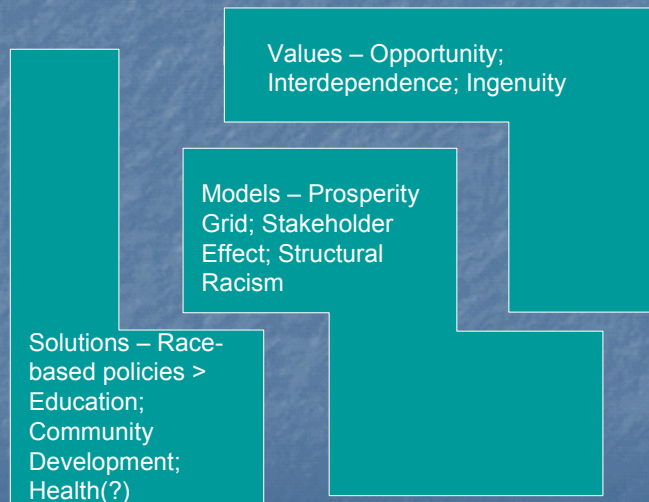 Values – Opportunity;
Interdependence; Ingenuity
Models – Prosperity
Grid; Stakeholder
Effect; Structural
Racism
Solutions – Race-
based policies >
Education;
Community
Development;
Health(?)